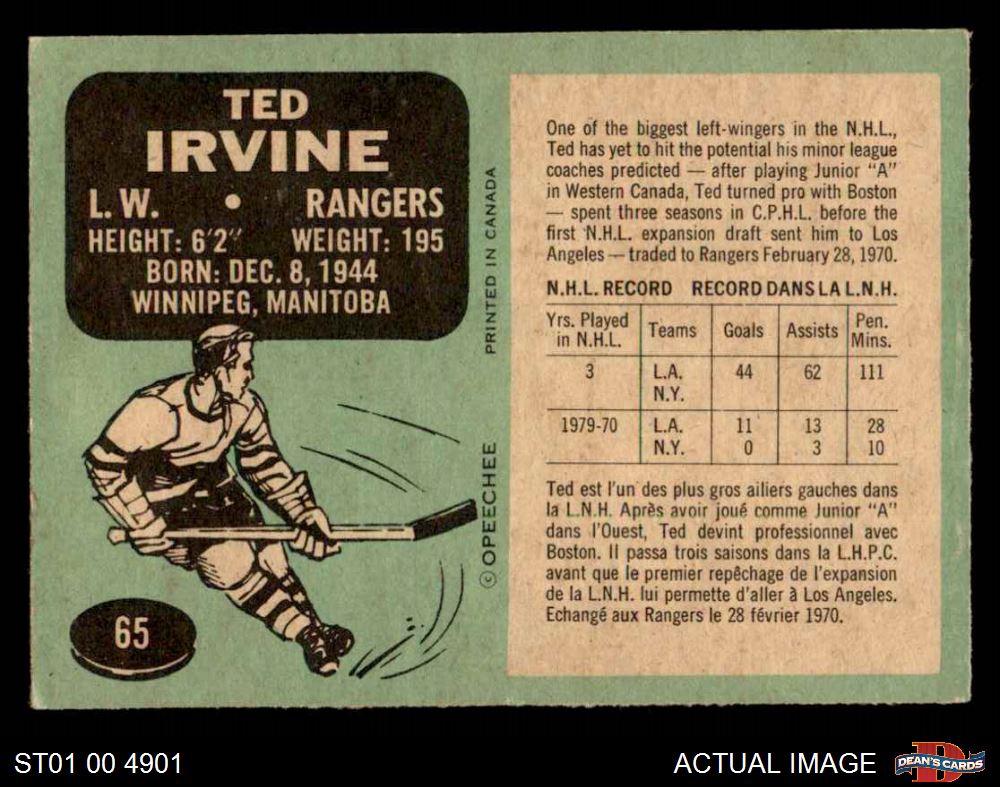 TED
IRVINE
L.W. • RANGERS
HEIGHT: 6'2" WEIGHT: 195
BORN: DEC. 8, 1944
WINNIPEG, MANITOBA
65
PRINTED IN CANADA
© OPEECHEE
One of the biggest left-wingers in the N.H.L.,
Ted has yet to hit the potential his minor league
coaches predicted — after playing Junior "A"
in Western Canada, Ted turned pro with Boston
— spent three seasons in C.P.H.L. before the
first N.H.L. expansion draft sent him to Los
Angeles — traded to Rangers February 28, 1970.
N.H.L. RECORD RECORD DANS LA L.N.H.
Yrs. Played in N.H.L. Teams Goals Assists Pen. Mins.
3 L.A. 44 62 111
N.Y.
1979-70 L.A. 11 13 28
N.Y. 0 3 10
Ted est l'un des plus gros ailiers gauches dans
la L.N.H. Après avoir joué comme Junior "A"
dans l'Ouest, Ted devint professionnel avec
Boston. Il passa trois saisons dans la L.H.P.C.
avant que le premier repêchage de l'expansion
de la L.N.H. lui permette d'aller à Los Angeles.
Echangé aux Rangers le 28 février 1970.
ST01 00 4901
ACTUAL IMAGE
DEAN'S CARDS